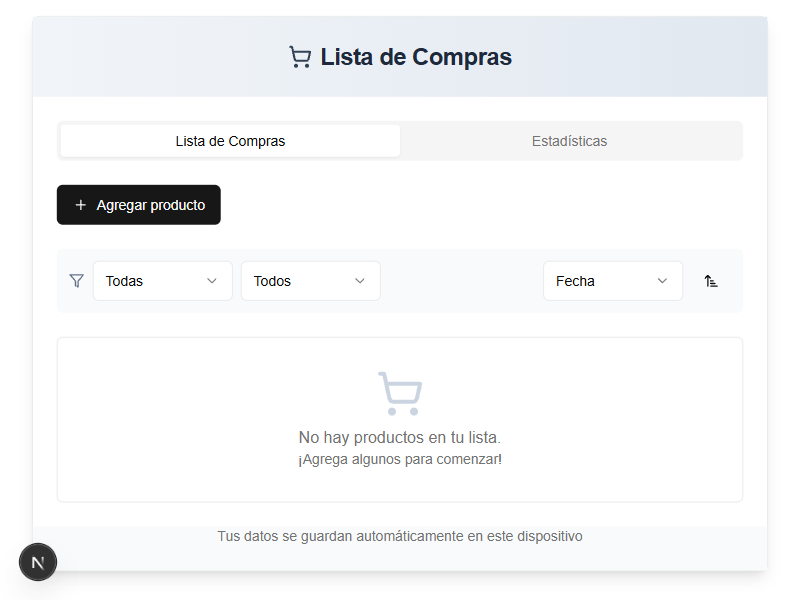 Lista de Compras
Lista de Compras
Estadísticas
Agregar producto
Todas
Todos
Fecha
No hay productos en tu lista.
¡Agrega algunos para comenzar!
Tus datos se guardan automáticamente en este dispositivo
N